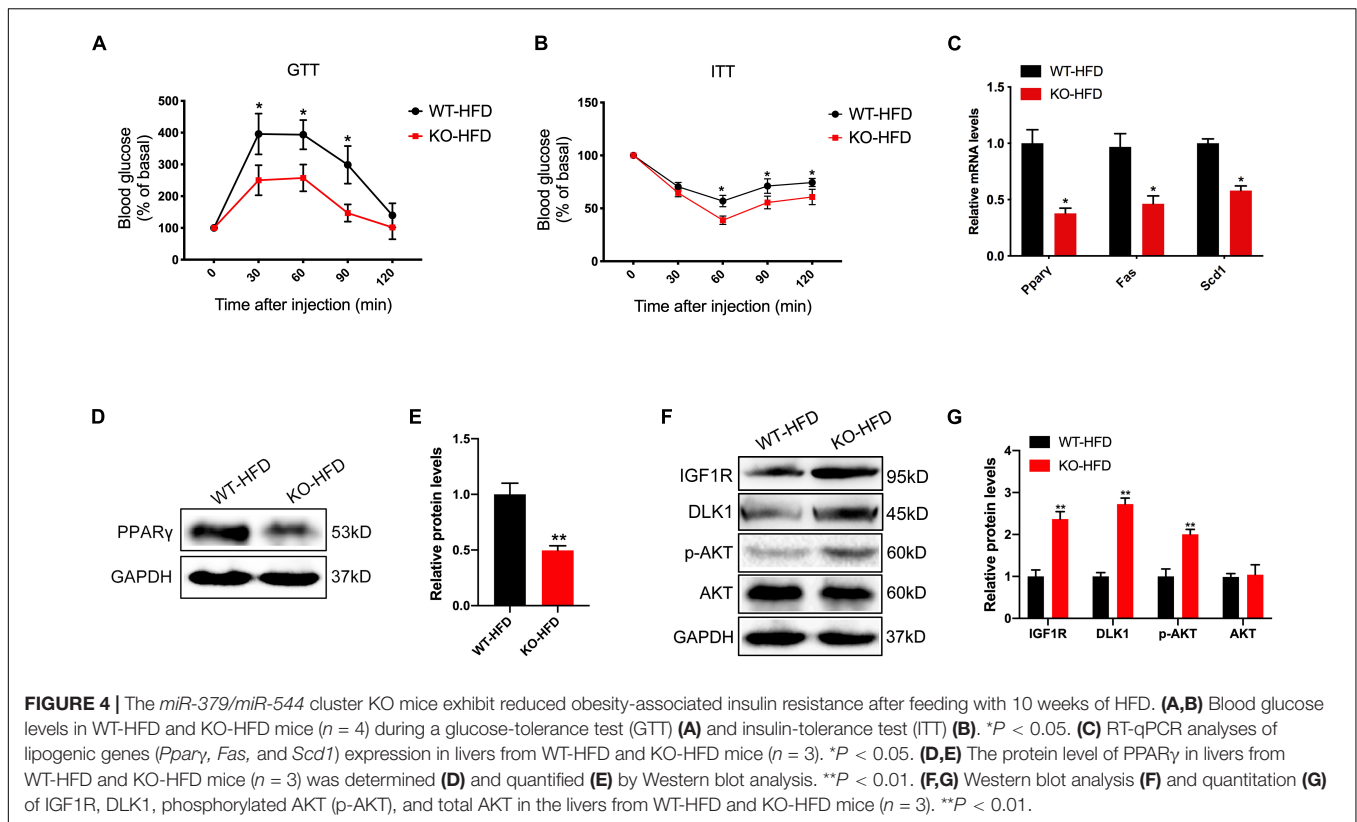 A
GTT
Blood glucose
(% of basal)
500
400
300
200
100
0
* * *
0 30 60 90 120
Time after injection (min)
WT-HFD
KO-HFD
B
ITT
Blood glucose
(% of basal)
150
100
50
0
* * *
0 30 60 90 120
Time after injection (min)
WT-HFD
KO-HFD
C
WT-HFD
KO-HFD
Relative mRNA levels
1.5
1.0
0.5
0.0
* * *
Pparγ Fas Scd1
D
WT-HFD KO-HFD
PPARγ 53kD
GAPDH 37kD
E
Relative protein levels
1.5
1.0
0.5
0.0
**
WT-HFD KO-HFD
F
WT-HFD KO-HFD
IGF1R 95kD
DLK1 45kD
p-AKT 60kD
AKT 60kD
GAPDH 37kD
G
WT-HFD
KO-HFD
Relative protein levels
4
3
2
1
0
** ** **
IGF1R DLK1 p-AKT AKT
FIGURE 4 | The miR-379/miR-544 cluster KO mice exhibit reduced obesity-associated insulin resistance after feeding with 10 weeks of HFD. (A,B) Blood glucose
levels in WT-HFD and KO-HFD mice (n = 4) during a glucose-tolerance test (GTT) (A) and insulin-tolerance test (ITT) (B). *P < 0.05. (C) RT-qPCR analyses of
lipogenic genes (Pparγ, Fas, and Scd1) expression in livers from WT-HFD and KO-HFD mice (n = 3). *P < 0.05. (D,E) The protein level of PPARγ in livers from
WT-HFD and KO-HFD mice (n = 3) was determined (D) and quantified (E) by Western blot analysis. **P < 0.01. (F,G) Western blot analysis (F) and quantitation (G)
of IGF1R, DLK1, phosphorylated AKT (p-AKT), and total AKT in the livers from WT-HFD and KO-HFD mice (n = 3). **P < 0.01.